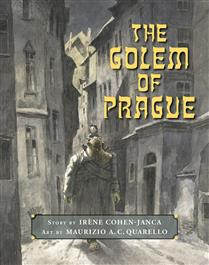 THE
GOLEM
OF
PRAGUE
STORY BY IRÈNE COHEN-JANCA
ART BY MAURIZIO A. C. QUARELLO